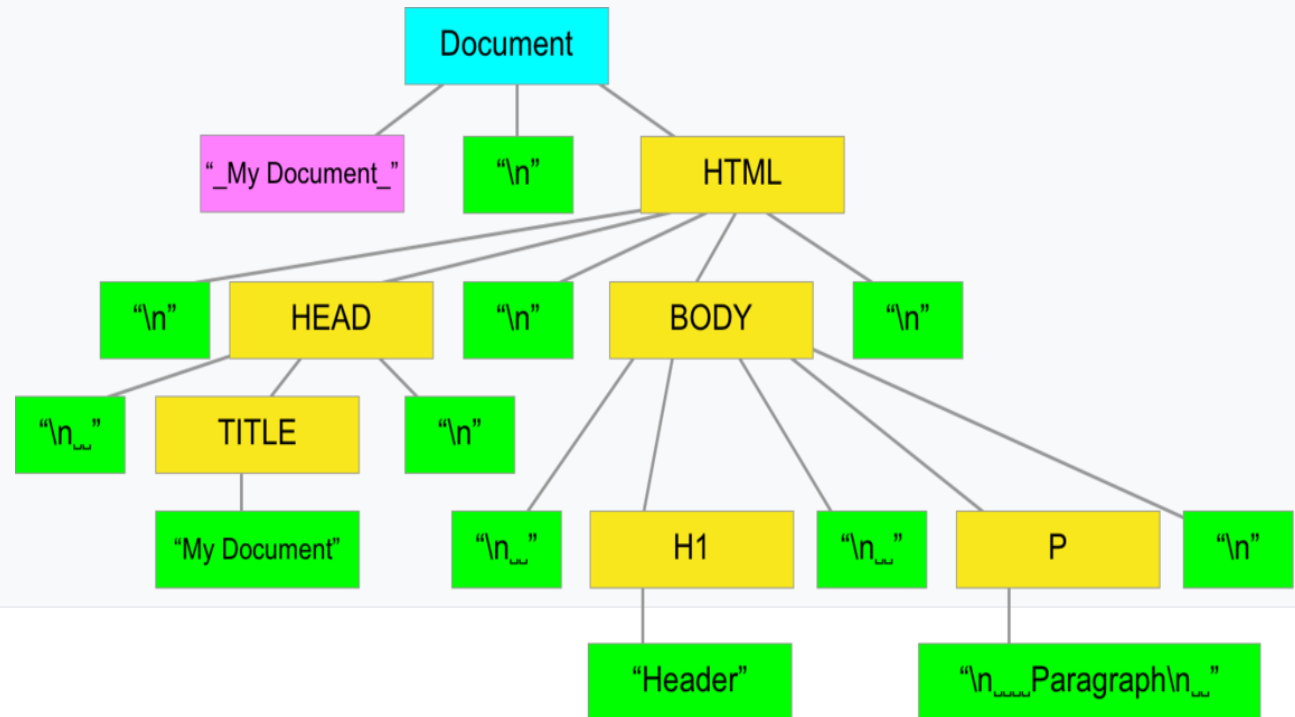 Document
“_My Document_”
“\n”
HTML
“\n”
HEAD
“\n”
BODY
“\n”
“\n␣␣”
TITLE
“\n”
“My Document”
“\n␣␣”
H1
“\n␣␣”
P
“\n”
“Header”
“\n␣␣␣␣Paragraph\n␣␣”